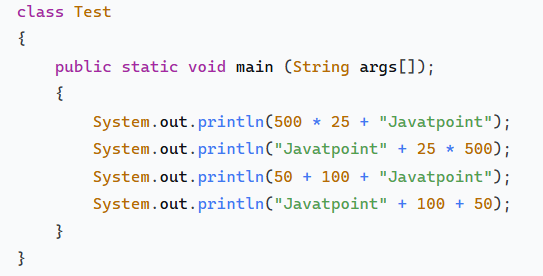 class Test
{
    public static void main (String args[]);
    {
        System.out.println(500 * 25 + "Javatpoint");
        System.out.println("Javatpoint" + 25 * 500);
        System.out.println(50 + 100 + "Javatpoint");
        System.out.println("Javatpoint" + 100 + 50);
    }
}